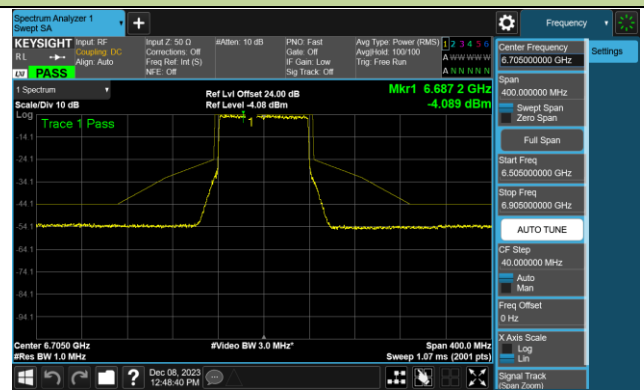 Spectrum Analyzer 1
Swept SA
+
Frequency
KEYSIGHT
Input: RF
Coupling: DC
Align: Auto
Input Z: 50 Ω
Corrections: Off
Freq Ref: Int (S)
NFE: Off
#Atten: 10 dB
PNO: Fast
Gate: Off
IF Gain: Low
Sig Track: Off
Avg Type: Power (RMS)
Avg|Hold: 100/100
Trig: Free Run
1 2 3 4 5 6
A W W W W W
A N N N N N
R L
LXI PASS
Center Frequency
6.705000000 GHz
Settings
Span
400.000000 MHz
Swept Span
Zero Span
Full Span
Start Freq
6.505000000 GHz
Stop Freq
6.905000000 GHz
AUTO TUNE
CF Step
40.000000 MHz
Auto
Man
Freq Offset
0 Hz
X Axis Scale
Log
Lin
Signal Track
(Span Zoom)
1 Spectrum
Scale/Div 10 dB
Ref Lvl Offset 24.00 dB
Ref Level -4.08 dBm
Mkr1 6.687 2 GHz
-4.089 dBm
Log
Trace 1 Pass
1
-14.1
-24.1
-34.1
-44.1
-54.1
-64.1
-74.1
-84.1
-94.1
Center 6.7050 GHz
#Res BW 1.0 MHz
#Video BW 3.0 MHz*
Span 400.0 MHz
Sweep 1.07 ms (2001 pts)
?
Dec 08, 2023
12:48:40 PM